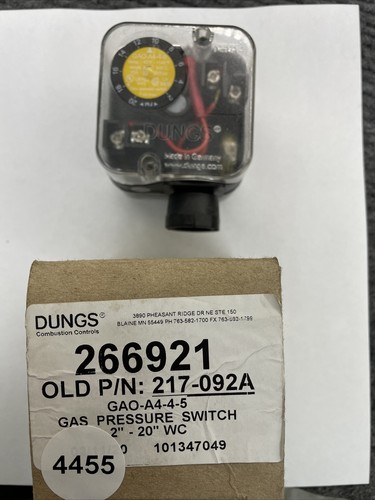 DUNGS®
Made in Germany
www.dungs.com
DUNGS®
Combustion Controls
3890 PHEASANT RIDGE DR NE STE 150
BLAINE MN 55449 PH 763-582-1700 FX 763-582-1799
266921
OLD P/N: 217-092A
GAO-A4-4-5
GAS PRESSURE SWITCH
2" - 20" WC
101347049
4455